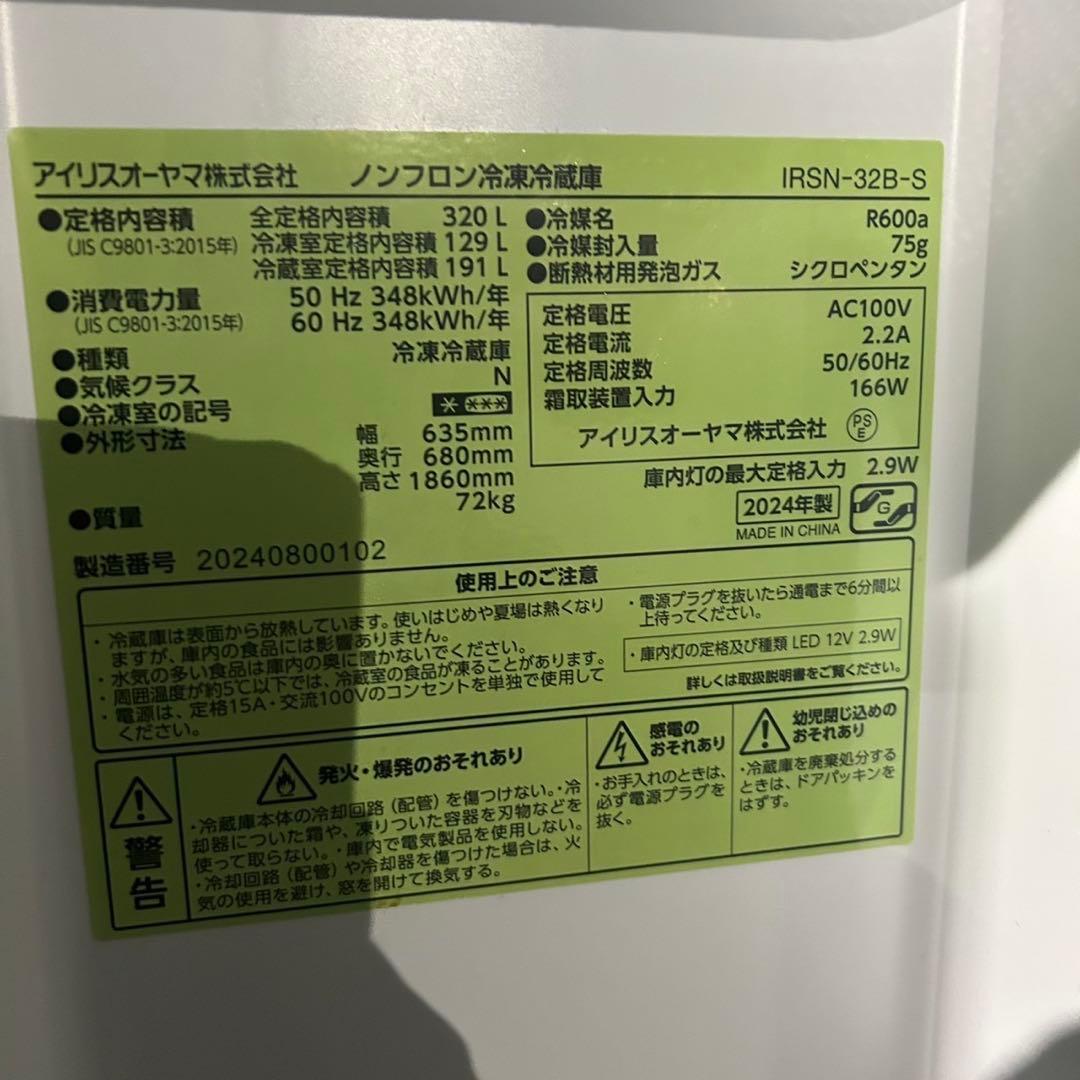 アイリスオーヤマ株式会社 ノンフロン冷凍冷蔵庫 IRSN-32B-S
●定格内容積 全定格内容積 320 L
(JIS C9801-3:2015年) 冷凍室定格内容積 129 L
冷蔵室定格内容積 191 L
●消費電力量 50 Hz 348kWh/年
(JIS C9801-3:2015年) 60 Hz 348kWh/年
●種類 冷凍冷蔵庫
●気候クラス N
●冷凍室の記号 * ***
●外形寸法 幅 635mm
奥行 680mm
高さ 1860mm
●質量 72kg
製造番号 20240800102
●冷媒名 R600a
●冷媒封入量 75g
●断熱材用発泡ガス シクロペンタン
定格電圧 AC100V
定格電流 2.2A
定格周波数 50/60Hz
霜取装置入力 166W
アイリスオーヤマ株式会社 PSE
庫内灯の最大定格入力 2.9W
2024年製 G
MADE IN CHINA
使用上のご注意
・冷蔵庫は表面から放熱しています。使いはじめや夏場は熱くなり
ますが、庫内の食品には影響ありません。
・水気の多い食品は庫内の奥に置かないでください。
・周囲温度が約5℃以下では、冷蔵室の食品が凍ることがあります。
・電源は、定格15A・交流100Vのコンセントを単独で使用して
ください。
・電源プラグを抜いたら通電まで6分間以
上待ってください。
・庫内灯の定格及び種類 LED 12V 2.9W
詳しくは取扱説明書をご覧ください。
警告
発火・爆発のおそれあり
・冷蔵庫本体の冷却回路（配管）を傷つけない。・冷
却器についた霜や、凍りついた容器を刃物などを
使って取らない。・庫内で電気製品を使用しない。
・冷却回路（配管）や冷却器を傷つけた場合は、火
気の使用を避け、窓を開けて換気する。
感電の
おそれあり
・お手入れのときは、
必ず電源プラグを
抜く。
幼児閉じ込めの
おそれあり
・冷蔵庫を廃棄処分する
ときは、ドアパッキンを
はずす。